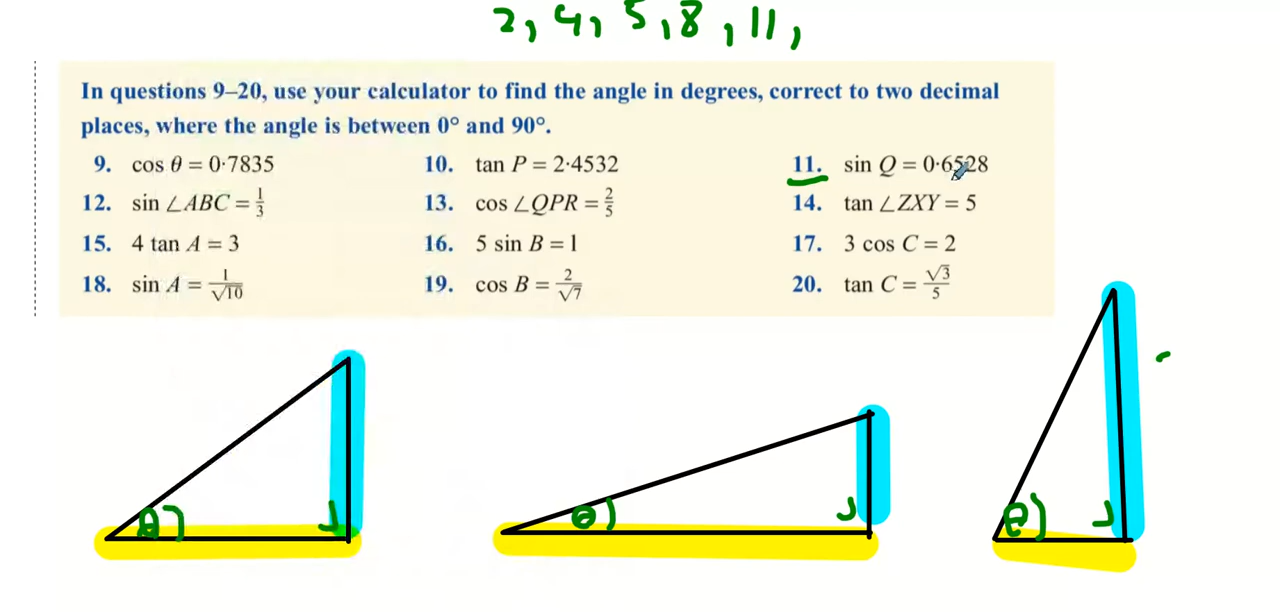 2, 4, 5, 8, 11,
In questions 9–20, use your calculator to find the angle in degrees, correct to two decimal
places, where the angle is between 0° and 90°.
9. cos θ = 0·7835 10. tan P = 2·4532 11. sin Q = 0·6528
12. sin ∠ABC = 1/3 13. cos ∠QPR = 2/5 14. tan ∠ZXY = 5
15. 4 tan A = 3 16. 5 sin B = 1 17. 3 cos C = 2
18. sin A = 1/√10 19. cos B = 2/√7 20. tan C = √3/5
θ θ θ